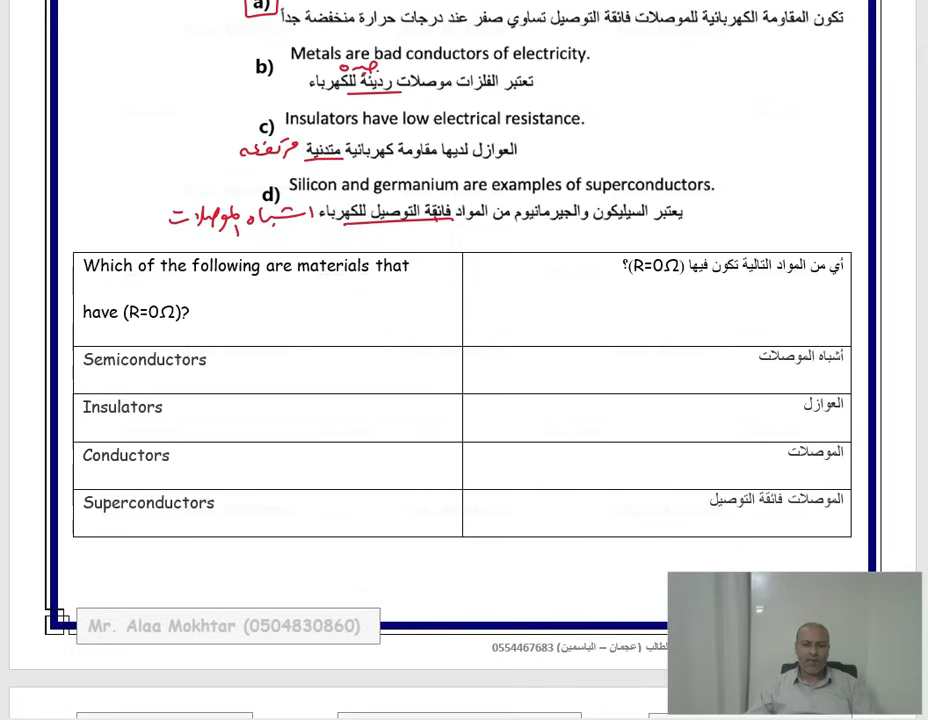 a)
تكون المقاومة الكهربائية للموصلات فائقة التوصيل تساوي صفر عند درجات حرارة منخفضة جداً
Metals are bad conductors of electricity.
b)
جيده
تعتبر الفلزات موصلات رديئة للكهرباء
Insulators have low electrical resistance.
c)
العوازل لديها مقاومة كهربائية متدنية مرتفعه
Silicon and germanium are examples of superconductors.
d)
يعتبر السيليكون والجيرمانيوم من المواد فائقة التوصيل للكهرباء اشباه الموصلات
Which of the following are materials that
أي من المواد التالية تكون فيها (R=0Ω)؟
have (R=0Ω)?
Semiconductors
أشباه الموصلات
Insulators
العوازل
Conductors
الموصلات
Superconductors
الموصلات فائقة التوصيل
Mr. Alaa Mokhtar (0504830860)
الطالب (عجمان – الياسمين) 0554467683